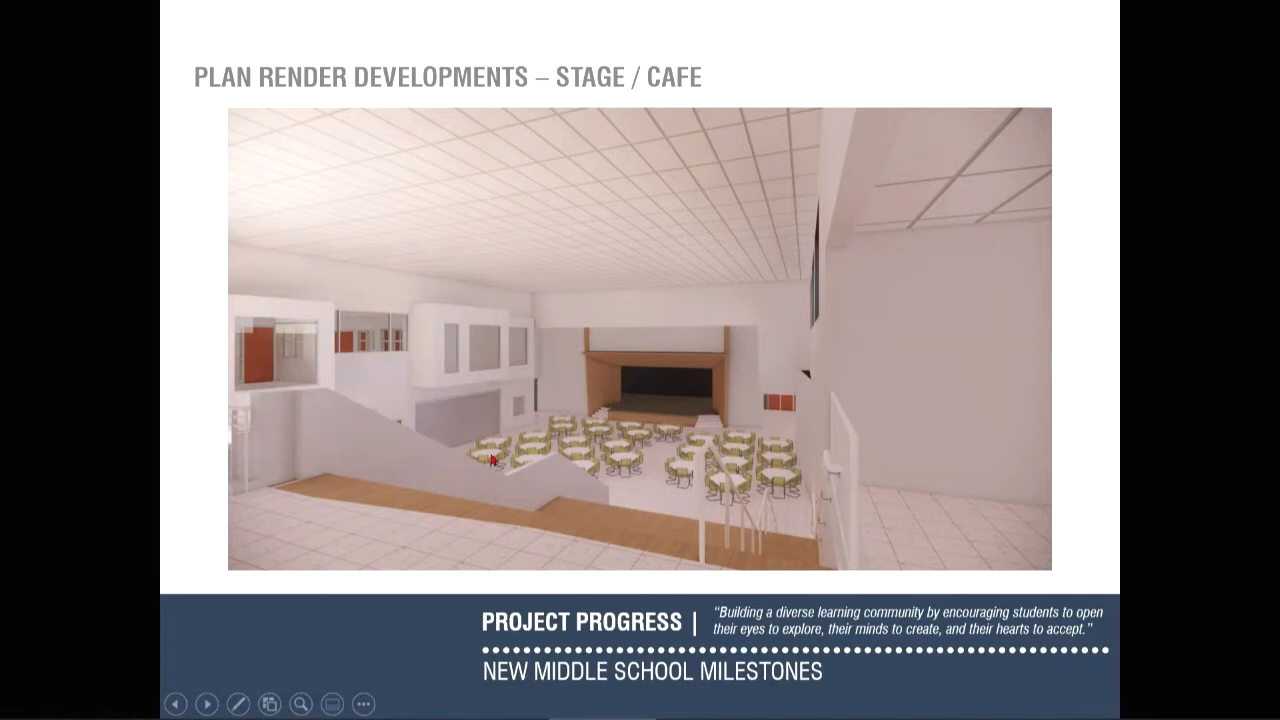 PLAN RENDER DEVELOPMENTS – STAGE / CAFE
PROJECT PROGRESS |
“Building a diverse learning community by encouraging students to open
their eyes to explore, their minds to create, and their hearts to accept.”
NEW MIDDLE SCHOOL MILESTONES